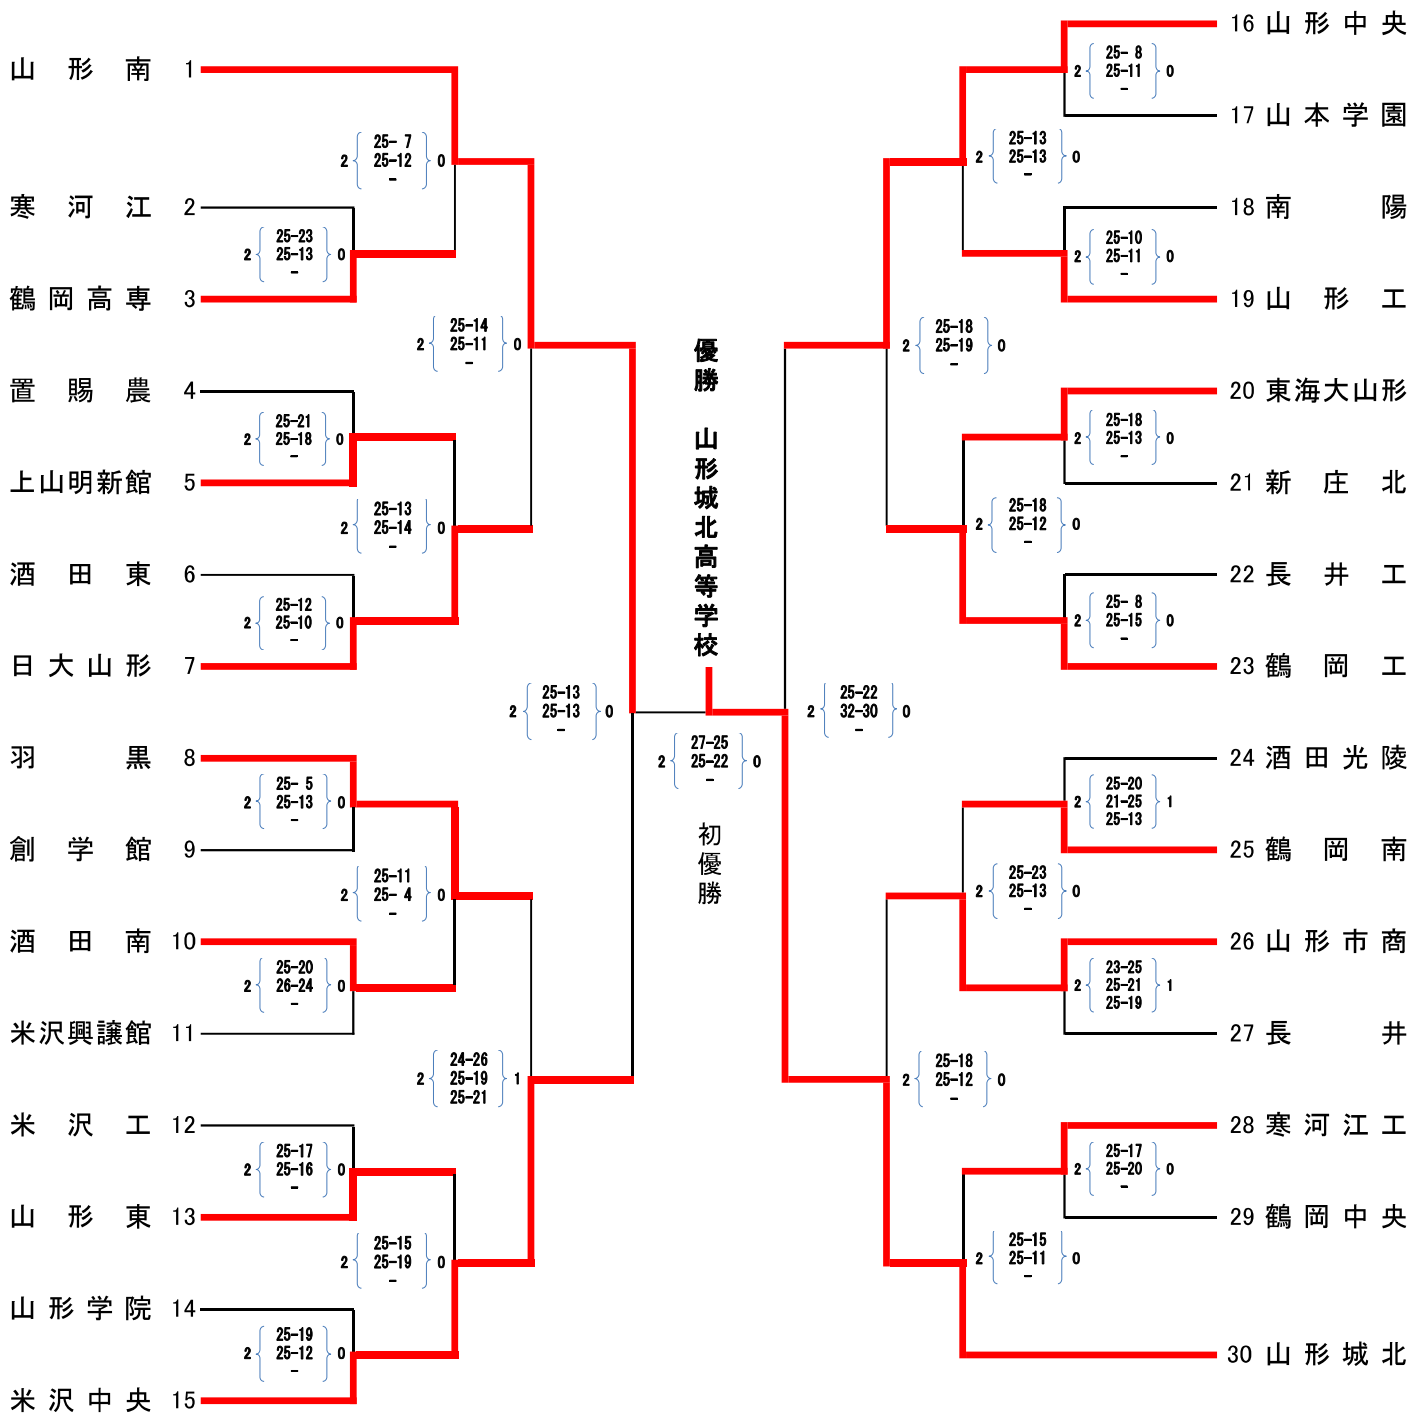 山形南 1
2 25- 7 0
25-12
-
寒河江 2
2 25-23 0
25-13
-
鶴岡高専 3
2 25-14 0
25-11
-
置賜農 4
2 25-21 0
25-18
-
上山明新館 5
2 25-13 0
25-14
-
酒田東 6
2 25-12 0
25-10
-
日大山形 7
2 25-13 0
25-13
-
羽黒 8
2 25- 5 0
25-13
-
創学館 9
2 25-11 0
25- 4
-
酒田南 10
2 25-20 0
26-24
-
米沢興譲館 11
2 24-26 1
25-19
25-21
米沢工 12
2 25-17 0
25-16
-
山形東 13
2 25-15 0
25-19
-
山形学院 14
2 25-19 0
25-12
-
米沢中央 15
優勝 山形城北高等学校
2 27-25 0
25-22
-
初優勝
16 山形中央
2 25- 8 0
25-11
-
17 山本学園
2 25-13 0
25-13
-
18 南陽
2 25-10 0
25-11
-
19 山形工
2 25-18 0
25-19
-
20 東海大山形
2 25-18 0
25-13
-
21 新庄北
2 25-18 0
25-12
-
22 長井工
2 25- 8 0
25-15
-
23 鶴岡工
2 25-22 0
32-30
-
24 酒田光陵
2 25-20 1
21-25
25-13
25 鶴岡南
2 25-23 0
25-13
-
26 山形市商
2 23-25 1
25-21
25-19
27 長井
2 25-18 0
25-12
-
28 寒河江工
2 25-17 0
25-20
-
29 鶴岡中央
2 25-15 0
25-11
-
30 山形城北